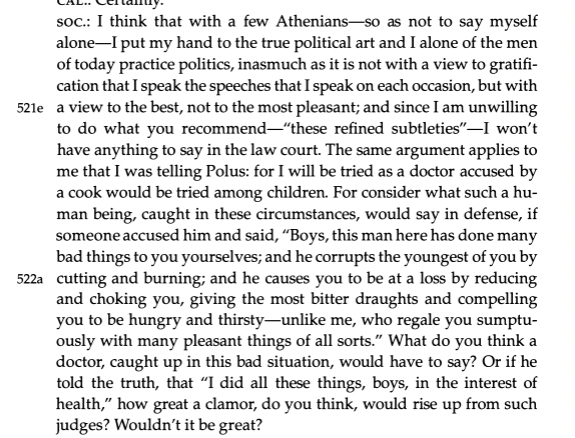 CAL.: Certainly.
SOC.: I think that with a few Athenians—so as not to say myself
alone—I put my hand to the true political art and I alone of the men
of today practice politics, inasmuch as it is not with a view to gratifi-
cation that I speak the speeches that I speak on each occasion, but with
521e a view to the best, not to the most pleasant; and since I am unwilling
to do what you recommend—“these refined subtleties”—I won’t
have anything to say in the law court. The same argument applies to
me that I was telling Polus: for I will be tried as a doctor accused by
a cook would be tried among children. For consider what such a hu-
man being, caught in these circumstances, would say in defense, if
someone accused him and said, “Boys, this man here has done many
bad things to you yourselves; and he corrupts the youngest of you by
522a cutting and burning; and he causes you to be at a loss by reducing
and choking you, giving the most bitter draughts and compelling
you to be hungry and thirsty—unlike me, who regale you sumptu-
ously with many pleasant things of all sorts.” What do you think a
doctor, caught up in this bad situation, would have to say? Or if he
told the truth, that “I did all these things, boys, in the interest of
health,” how great a clamor, do you think, would rise up from such
judges? Wouldn’t it be great?